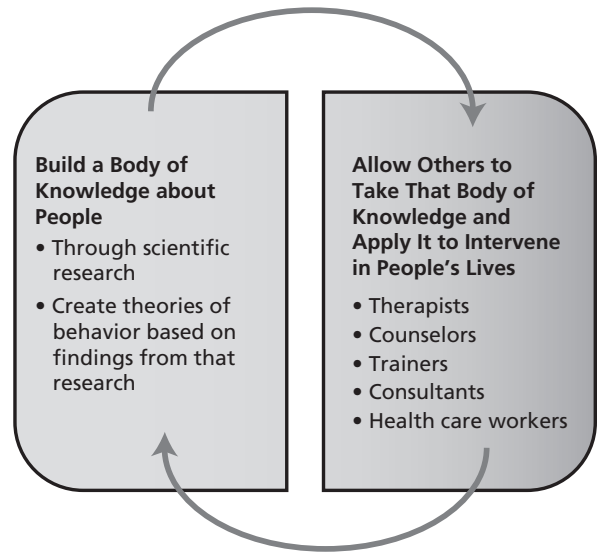 Build a Body of
Knowledge about
People
• Through scientific
research
• Create theories of
behavior based on
findings from that
research
Allow Others to
Take That Body of
Knowledge and
Apply It to Intervene
in People’s Lives
• Therapists
• Counselors
• Trainers
• Consultants
• Health care workers